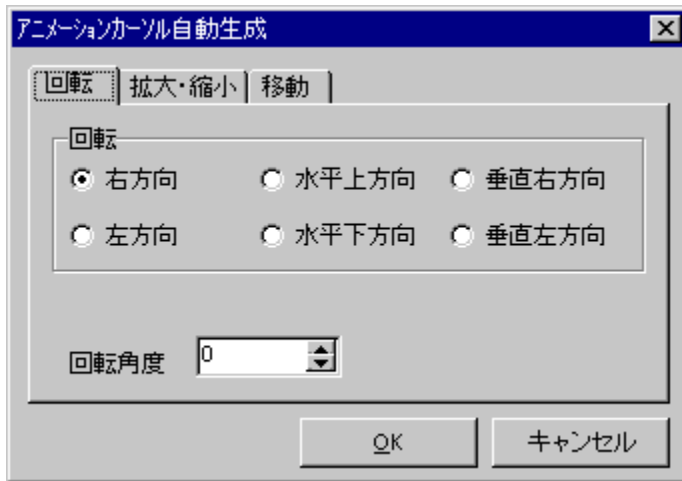 アニメーションカーソル自動生成
回転 拡大・縮小 移動
回転
右方向 水平上方向 垂直右方向
左方向 水平下方向 垂直左方向
回転角度 0
OK キャンセル